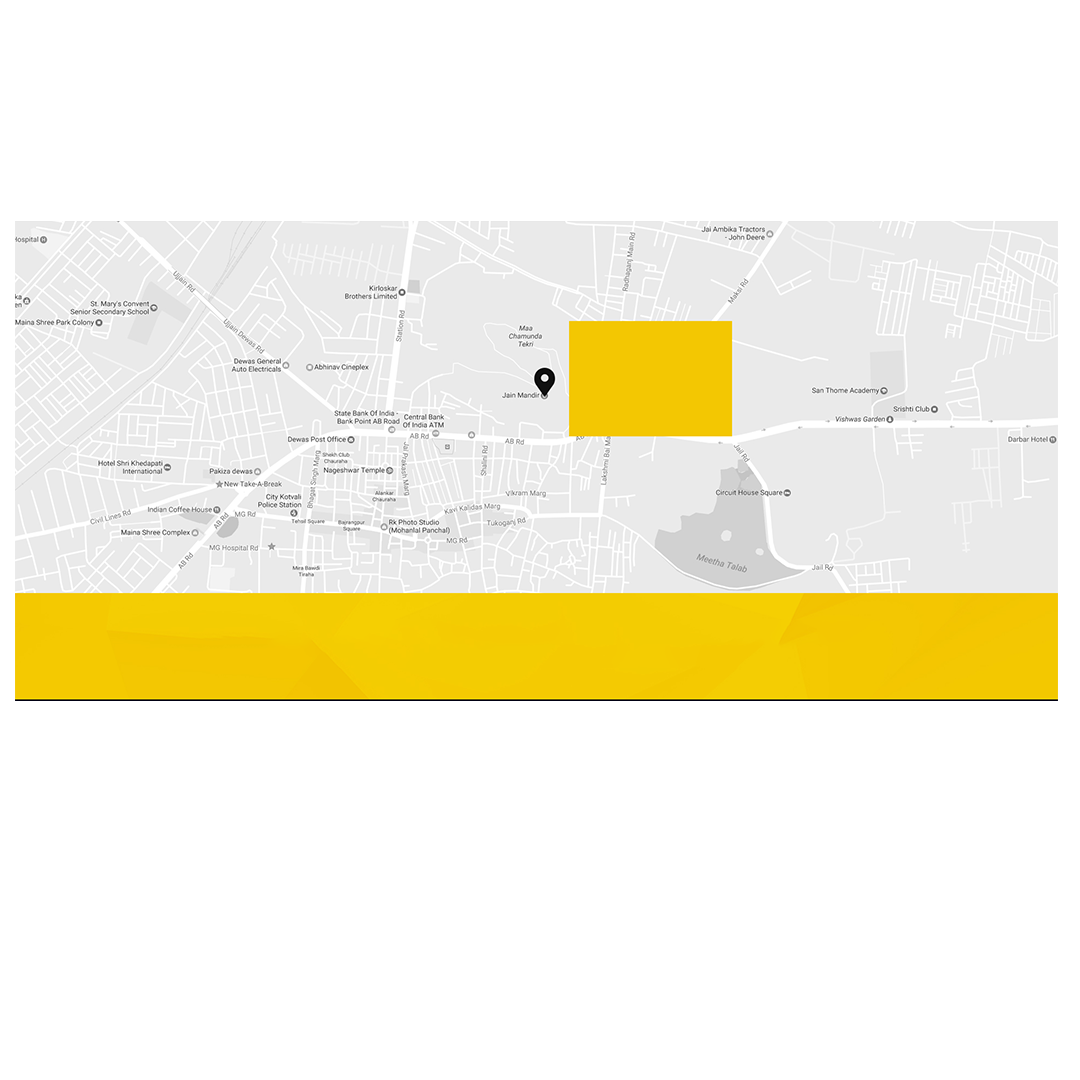 Jai Ambika Tractors
- John Deere
Hospital
Radhaganj Main Rd
Ujjain Rd
Maksi Rd
Kirloskar
Brothers Limited
St. Mary's Convent
Senior Secondary School
Maina Shree Park Colony
Station Rd
Ujjain Dewas Rd
Maa
Chamunda
Tekri
Dewas General
Auto Electricals
Abhinav Cineplex
Jain Mandir
San Thome Academy
Srishti Club
Vishwas Garden
State Bank Of India -
Bank Point AB Road
Central Bank
Of India ATM
AB Rd
AB Rd
Dewas Post Office
Darbar Hotel
Jail Rd
Shekh Club
Chauraha
Jai Prakash Marg
Shalini Rd
Bhagat Singh Marg
Hotel Shri Khedapati
International
Pakiza dewas
Nageshwar Temple
New Take-A-Break
Circuit House Square
Alankar
Chauraha
Vikram Marg
City Kotvali
Police Station
Kavi Kalidas Marg
Indian Coffee House
MG Rd
Civil Lines Rd
AB Rd
Tehsil Square
Bajrangpur
Square
Rk Photo Studio
(Mohanlal Panchal)
Tukoganj Rd
Maina Shree Complex
MG Rd
MG Hospital Rd
AB Rd
Mira Bawdi
Tiraha
Meetha Talab
Jail Rd